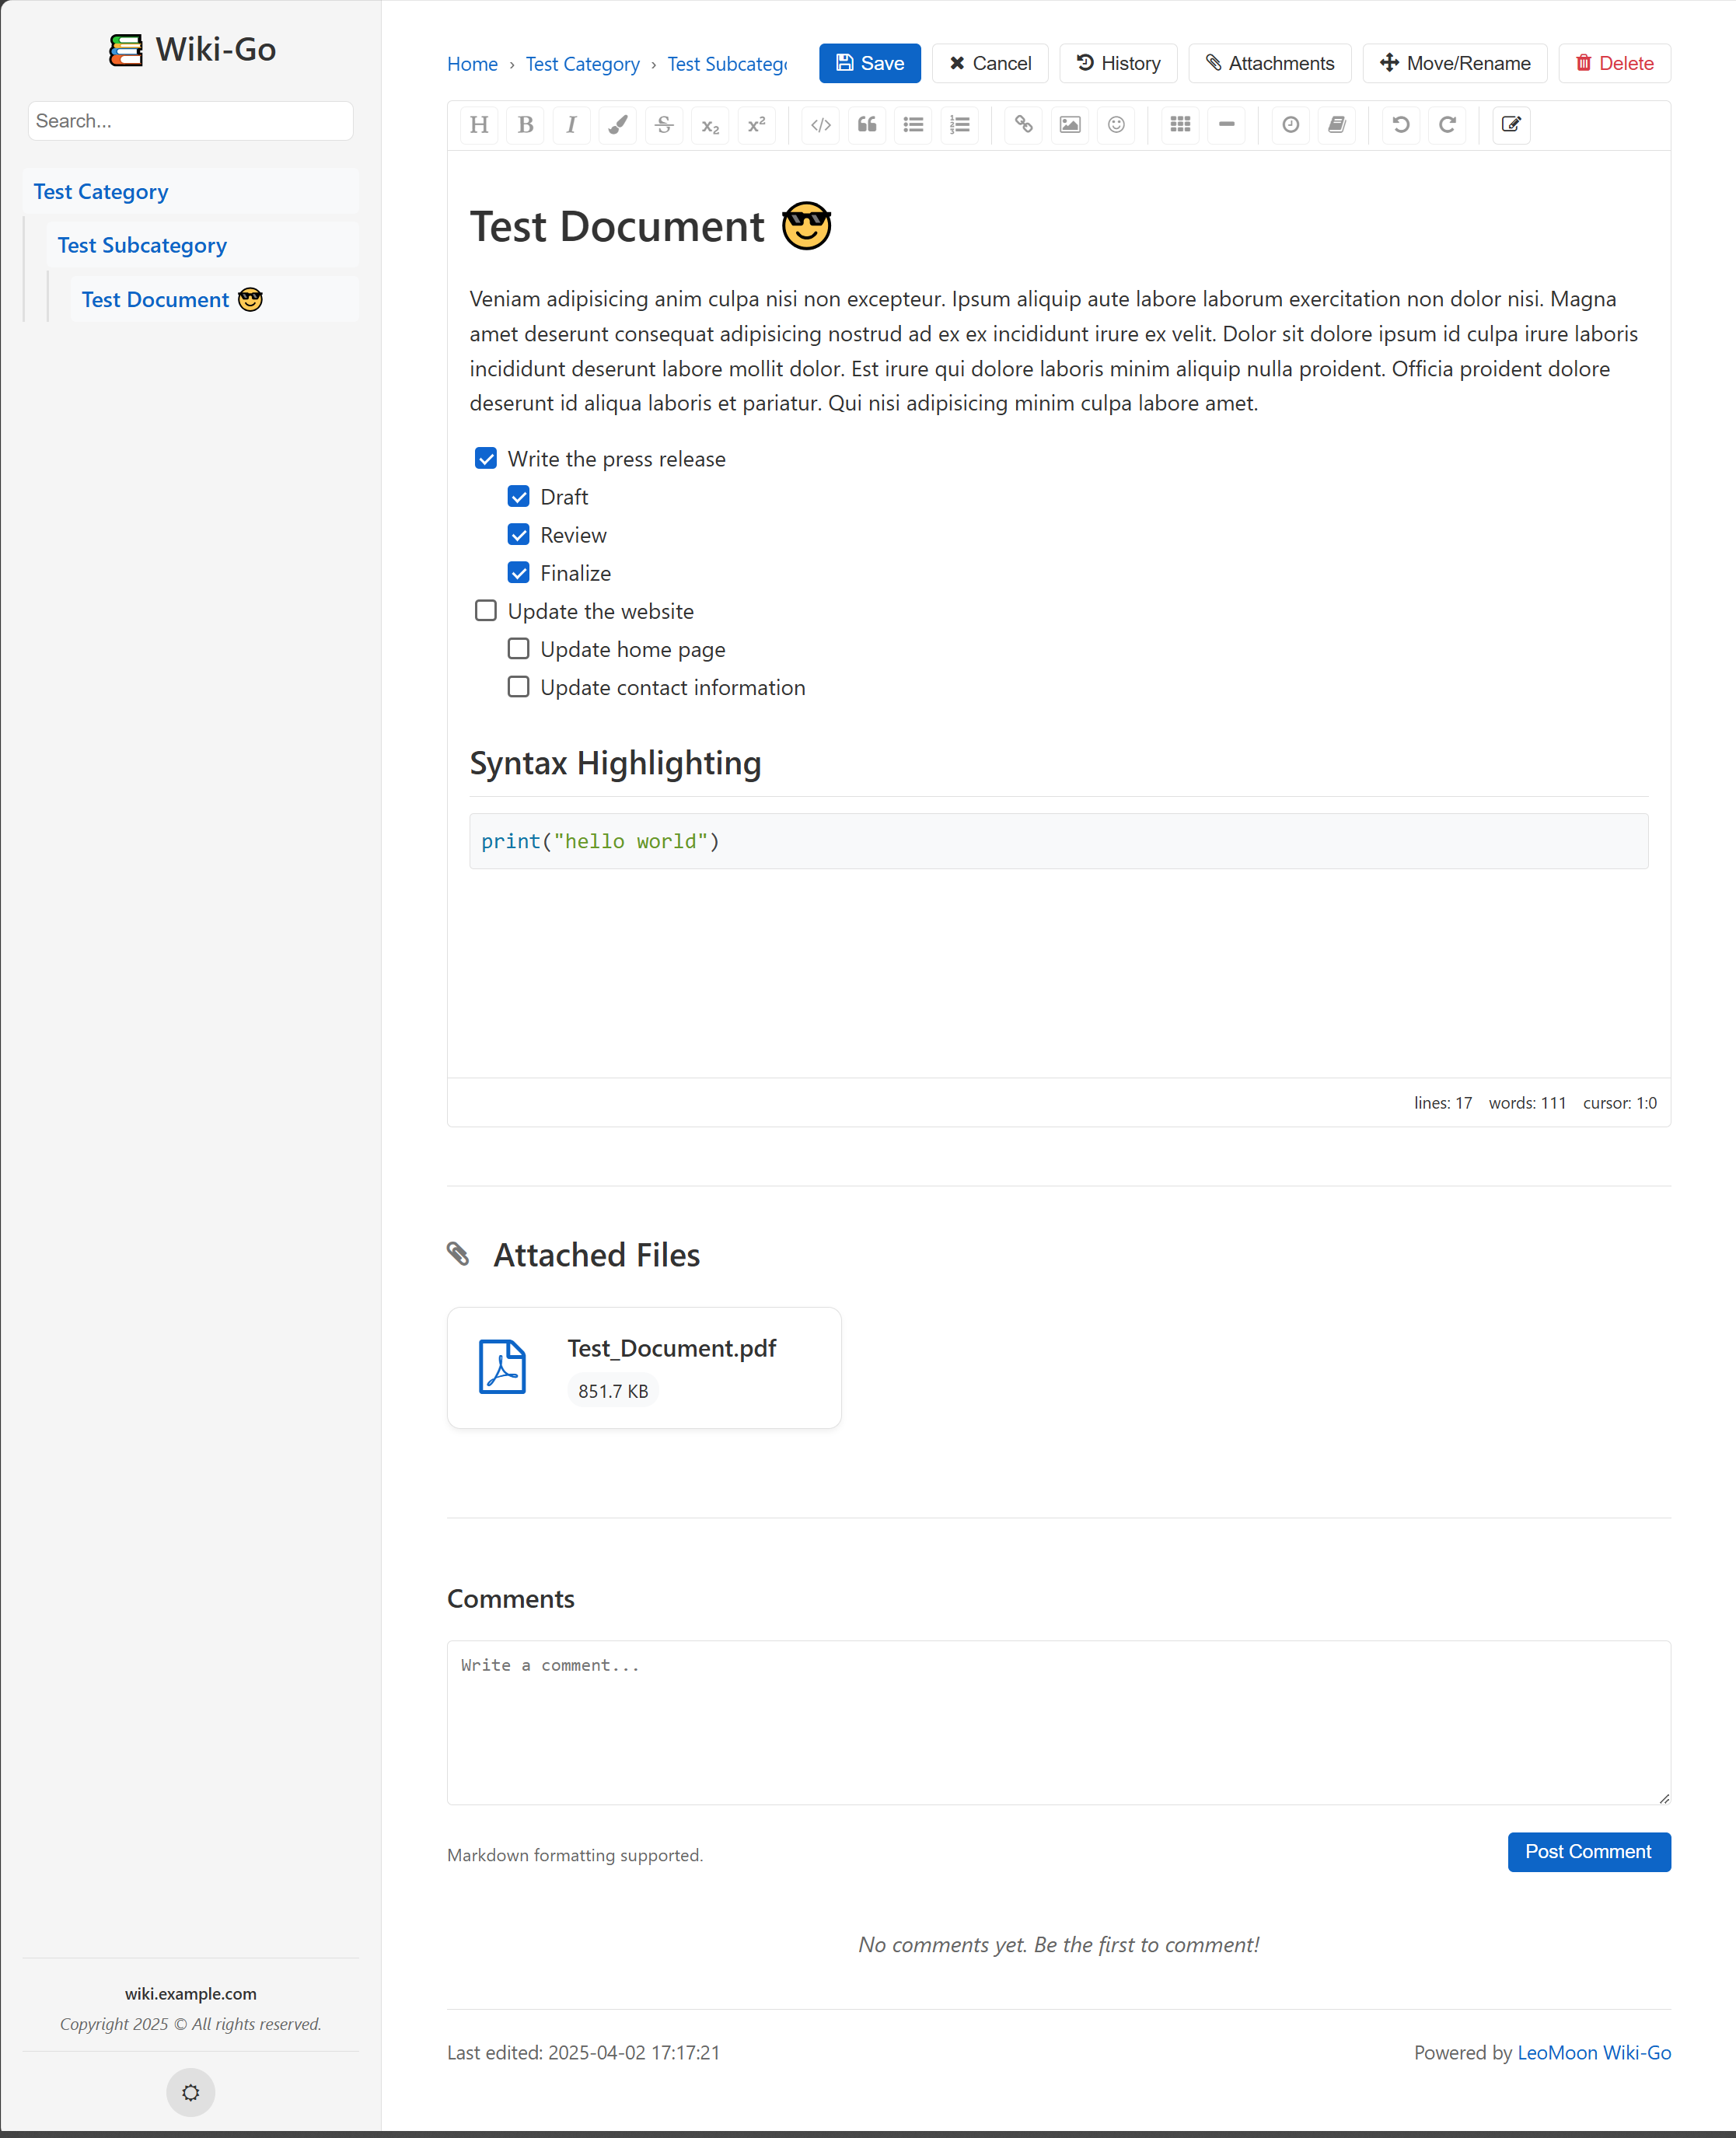 Wiki-Go
Search...
Test Category
Test Subcategory
Test Document 😎
Home › Test Category › Test Subcatego
Save
Cancel
History
Attachments
Move/Rename
Delete
Test Document 😎
Veniam adipisicing anim culpa nisi non excepteur. Ipsum aliquip aute labore laborum exercitation non dolor nisi. Magna
amet deserunt consequat adipisicing nostrud ad ex ex incididunt irure ex velit. Dolor sit dolore ipsum id culpa irure laboris
incididunt deserunt labore mollit dolor. Est irure qui dolore laboris minim aliquip nulla proident. Officia proident dolore
deserunt id aliqua laboris et pariatur. Qui nisi adipisicing minim culpa labore amet.
Write the press release
Draft
Review
Finalize
Update the website
Update home page
Update contact information
Syntax Highlighting
print("hello world")
lines: 17 words: 111 cursor: 1:0
Attached Files
Test_Document.pdf
851.7 KB
Comments
Write a comment...
Markdown formatting supported.
Post Comment
No comments yet. Be the first to comment!
Last edited: 2025-04-02 17:17:21
Powered by LeoMoon Wiki-Go
wiki.example.com
Copyright 2025 © All rights reserved.